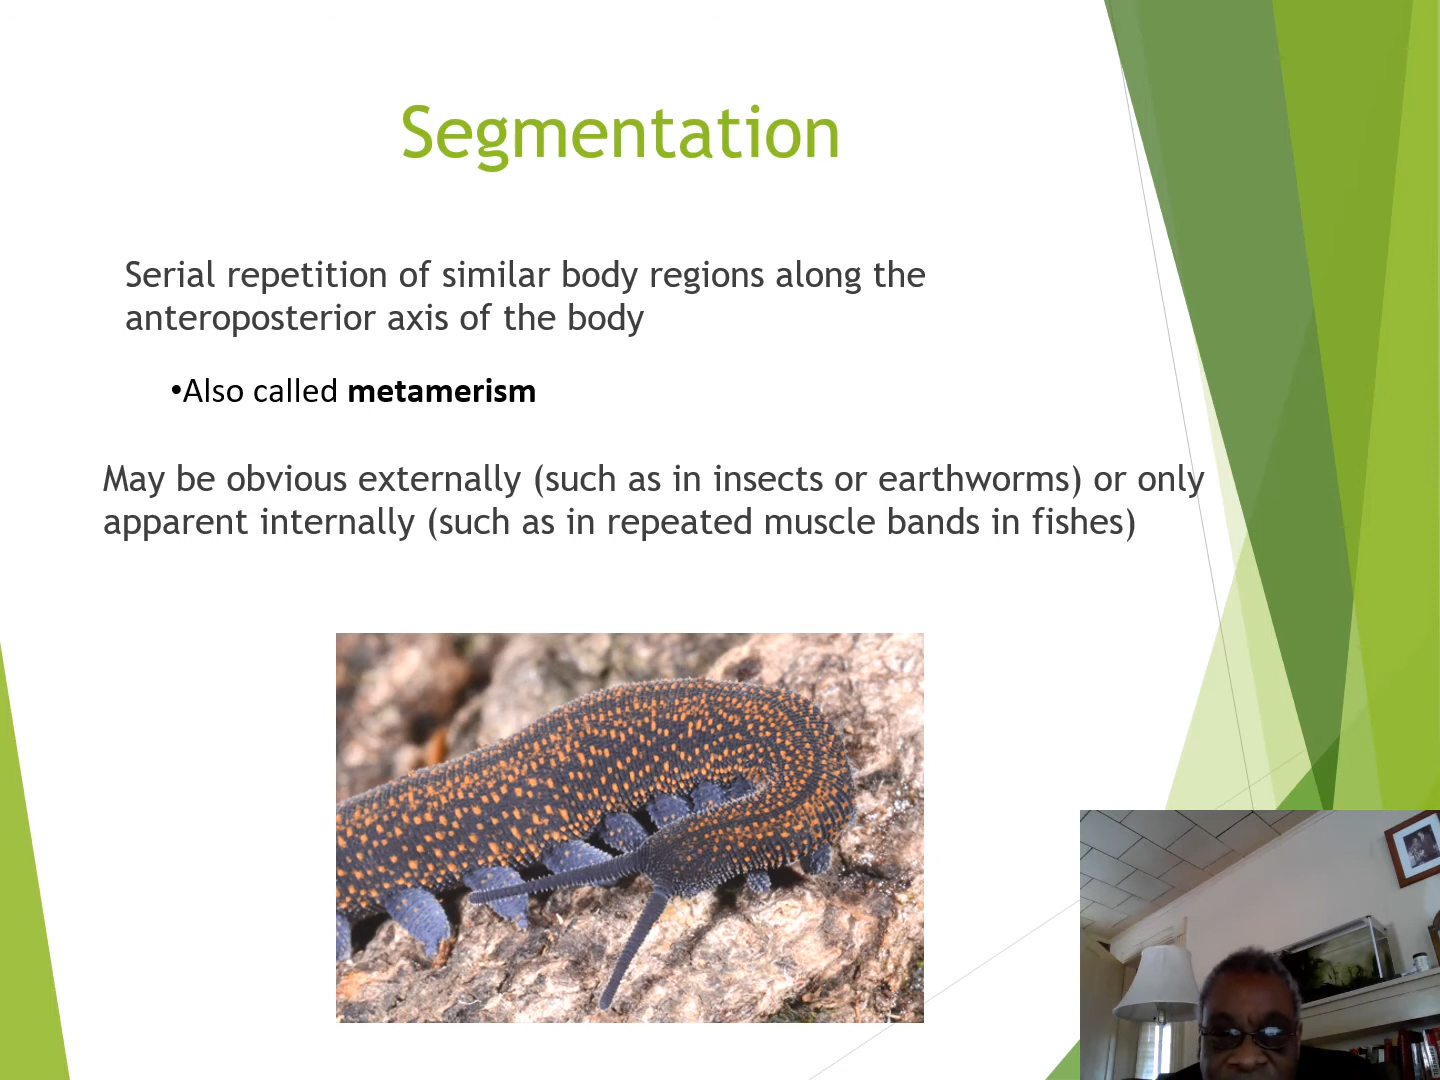 Segmentation
Serial repetition of similar body regions along the
anteroposterior axis of the body
•Also called metamerism
May be obvious externally (such as in insects or earthworms) or only
apparent internally (such as in repeated muscle bands in fishes)